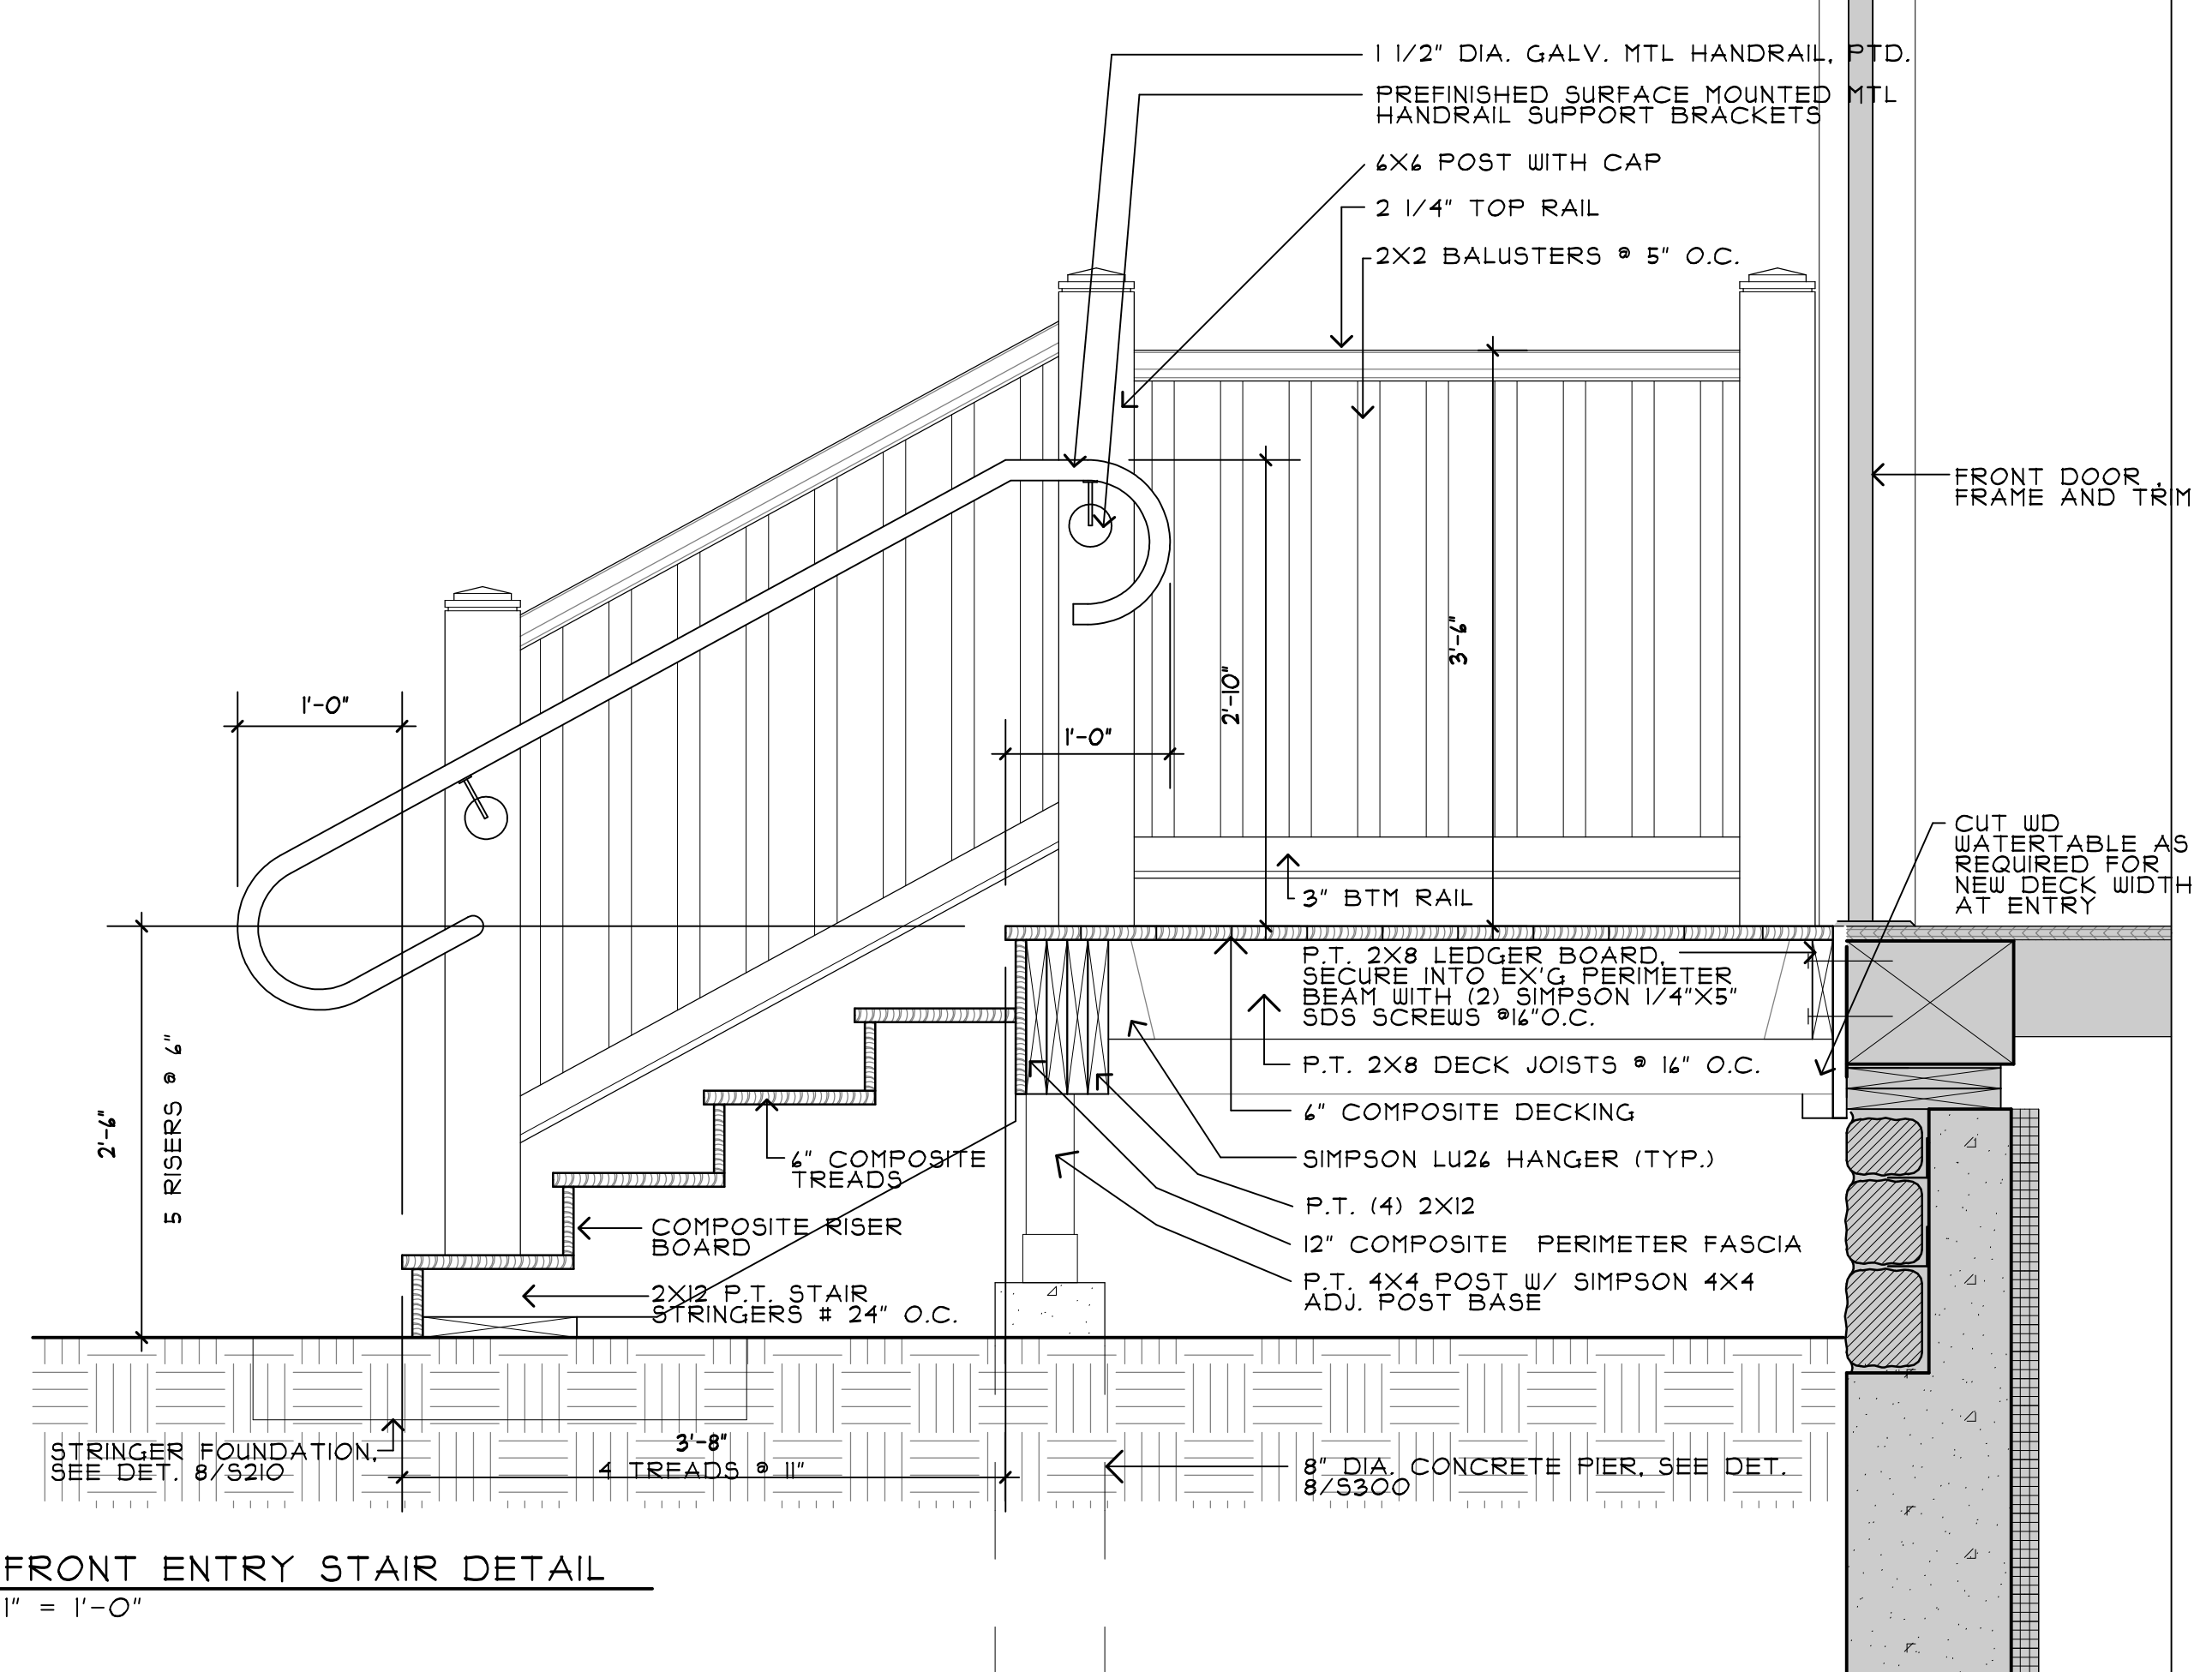 1 1/2" DIA. GALV. MTL HANDRAIL, PTD.
PREFINISHED SURFACE MOUNTED MTL
HANDRAIL SUPPORT BRACKETS
6X6 POST WITH CAP
2 1/4" TOP RAIL
2X2 BALUSTERS @ 5" O.C.
FRONT DOOR ,
FRAME AND TRIM
3'-6"
2'-10"
1'-0"
1'-0"
CUT WD
WATERTABLE AS
REQUIRED FOR
NEW DECK WIDTH
AT ENTRY
3" BTM RAIL
P.T. 2X8 LEDGER BOARD,
SECURE INTO EX'G PERIMETER
BEAM WITH (2) SIMPSON 1/4"X5"
SDS SCREWS @16"O.C.
P.T. 2X8 DECK JOISTS @ 16" O.C.
6" COMPOSITE DECKING
SIMPSON LU26 HANGER (TYP.)
P.T. (4) 2X12
12" COMPOSITE PERIMETER FASCIA
P.T. 4X4 POST W/ SIMPSON 4X4
ADJ. POST BASE
2'-6"
5 RISERS @ 6"
6" COMPOSITE
TREADS
COMPOSITE RISER
BOARD
2X12 P.T. STAIR
STRINGERS # 24" O.C.
STRINGER FOUNDATION,
SEE DET. 8/S210
3'-8"
4 TREADS @ 11"
8" DIA. CONCRETE PIER, SEE DET.
8/S300
FRONT ENTRY STAIR DETAIL
1" = 1'-0"